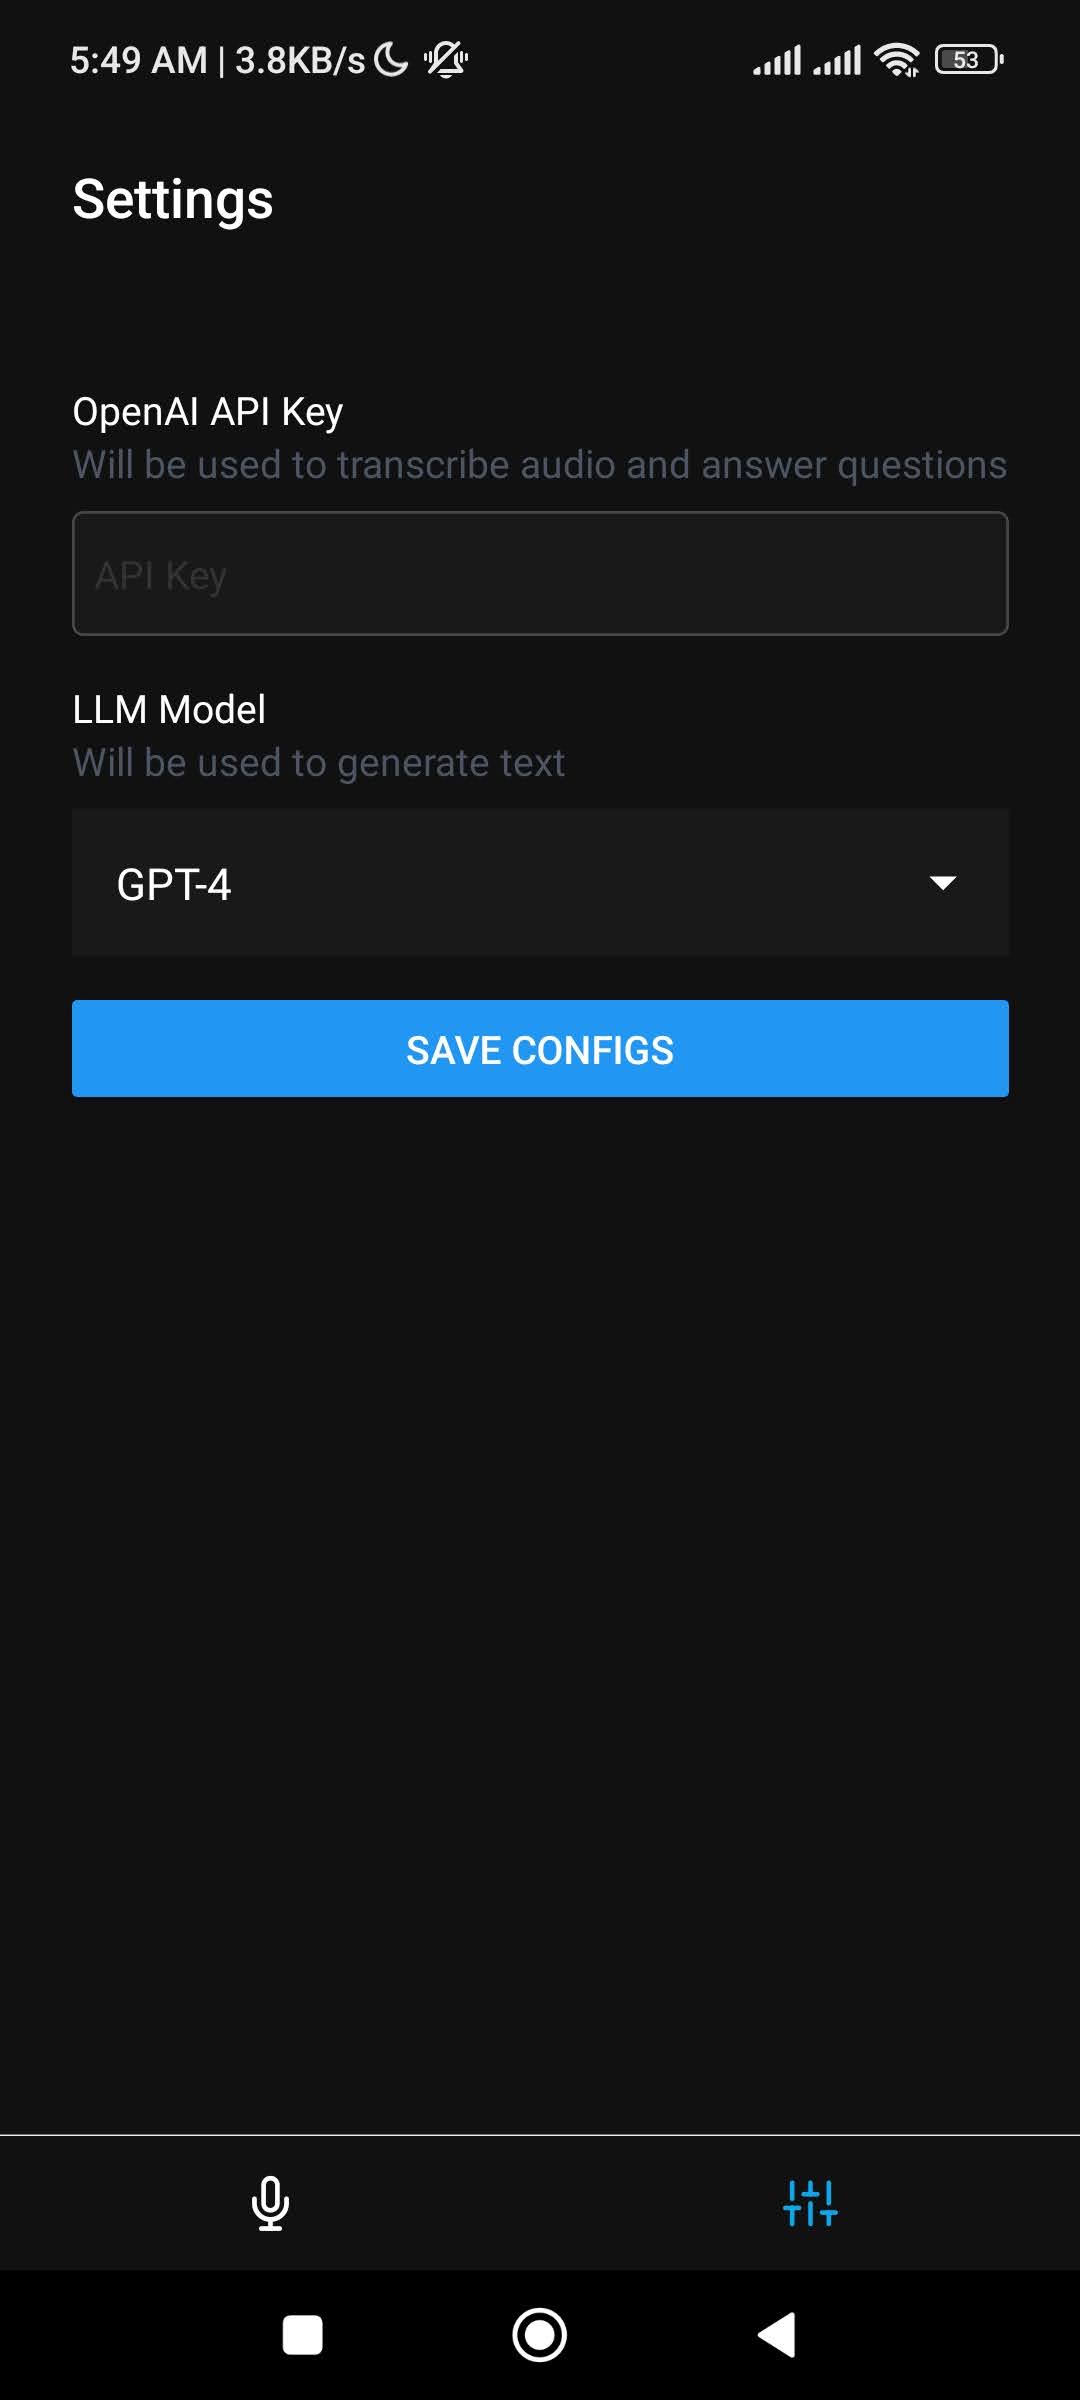 5:49 AM | 3.8KB/s 53
Settings
OpenAI API Key
Will be used to transcribe audio and answer questions
API Key
LLM Model
Will be used to generate text
GPT-4
SAVE CONFIGS